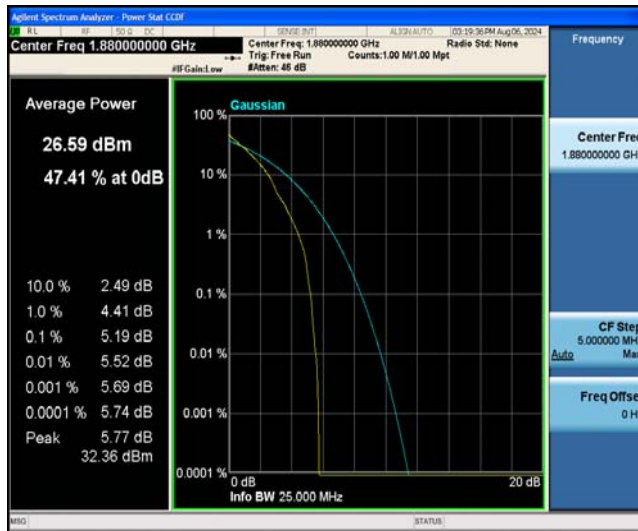 Agilent Spectrum Analyzer - Power Stat CCDF
RL RF 50 Ω DC SENSE:INT ALIGN AUTO 03:19:36 PM Aug 06, 2024
Center Freq 1.880000000 GHz
Center Freq: 1.880000000 GHz Radio Std: None
Trig: Free Run Counts:1.00 M/1.00 Mpt
#IFGain:Low #Atten: 46 dB
Frequency
Average Power
26.59 dBm
47.41 % at 0dB
10.0 % 2.49 dB
1.0 % 4.41 dB
0.1 % 5.19 dB
0.01 % 5.52 dB
0.001 % 5.69 dB
0.0001 % 5.74 dB
Peak 5.77 dB
32.36 dBm
Gaussian
100 %
10 %
1 %
0.1 %
0.01 %
0.001 %
0.0001 %
0 dB 20 dB
Info BW 25.000 MHz
Center Fre
1.880000000 GH
CF Step
5.000000 MH
Auto Ma
Freq Offse
0 H
MSG STATUS